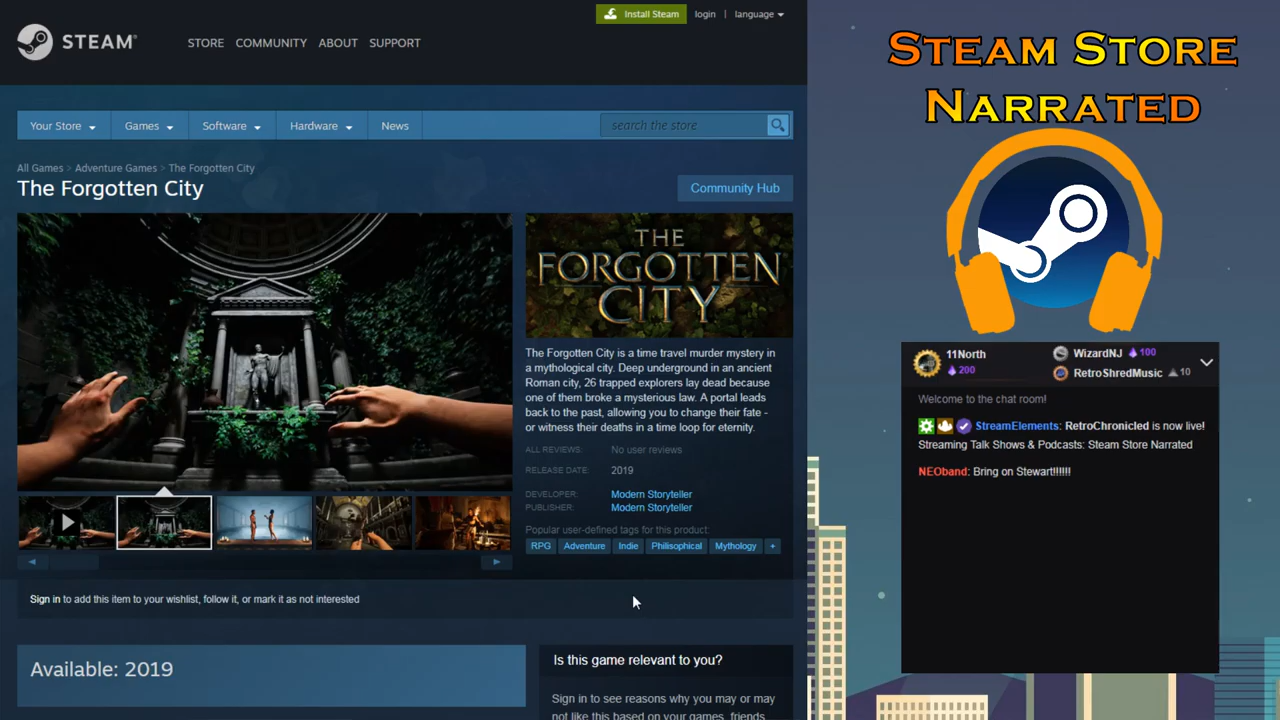 Install Steam
login
language
STEAM®
STORE
COMMUNITY
ABOUT
SUPPORT
Your Store
Games
Software
Hardware
News
search the store
All Games > Adventure Games > The Forgotten City
The Forgotten City
Community Hub
THE
FORGOTTEN
CITY
The Forgotten City is a time travel murder mystery in
a mythological city. Deep underground in an ancient
Roman city, 26 trapped explorers lay dead because
one of them broke a mysterious law. A portal leads
back to the past, allowing you to change their fate -
or witness their deaths in a time loop for eternity.
ALL REVIEWS: No user reviews
RELEASE DATE: 2019
DEVELOPER: Modern Storyteller
PUBLISHER: Modern Storyteller
Popular user-defined tags for this product:
RPG Adventure Indie Philisophical Mythology +
Sign in to add this item to your wishlist, follow it, or mark it as not interested
Available: 2019
Is this game relevant to you?
Sign in to see reasons why you may or may
not like this based on your games, friends,
STEAM STORE
NARRATED
11North
200
WizardNJ 100
RetroShredMusic 10
Welcome to the chat room!
StreamElements: RetroChronicled is now live!
Streaming Talk Shows & Podcasts: Steam Store Narrated
NEOband: Bring on Stewart!!!!!!